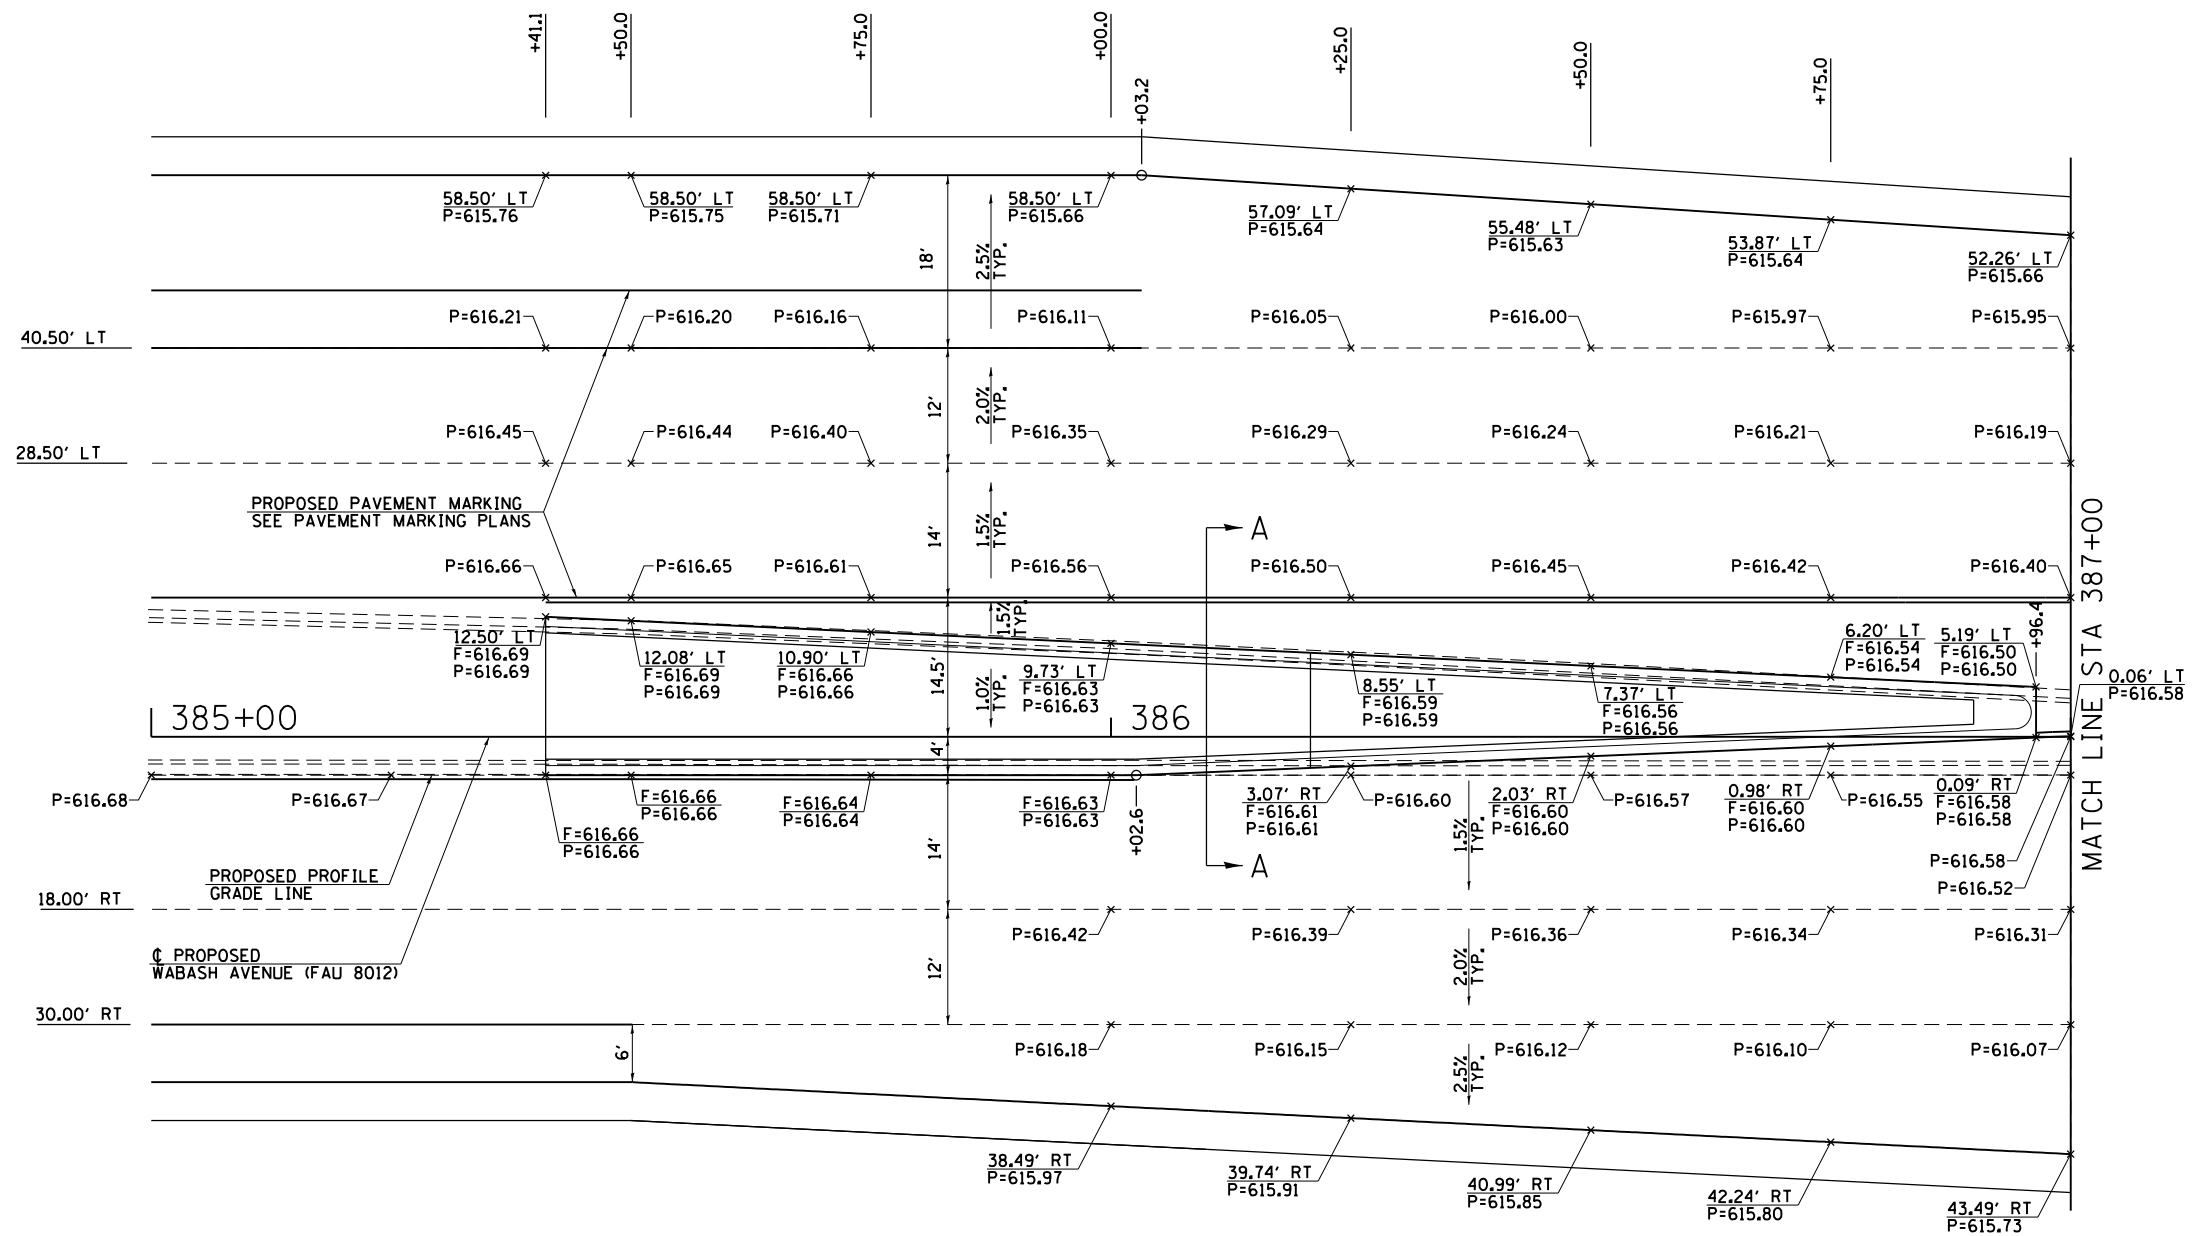 +41.1
+50.0
+75.0
+00.0
+03.2
+25.0
+50.0
+75.0
58.50' LT
P=615.76
58.50' LT
P=615.75
58.50' LT
P=615.71
58.50' LT
P=615.66
57.09' LT
P=615.64
55.48' LT
P=615.63
53.87' LT
P=615.64
52.26' LT
P=615.66
18'
2.5%
TYP.
40.50' LT
P=616.21
P=616.20
P=616.16
P=616.11
P=616.05
P=616.00
P=615.97
P=615.95
12'
2.0%
TYP.
28.50' LT
P=616.45
P=616.44
P=616.40
P=616.35
P=616.29
P=616.24
P=616.21
P=616.19
PROPOSED PAVEMENT MARKING
SEE PAVEMENT MARKING PLANS
14'
1.5%
TYP.
A
P=616.66
P=616.65
P=616.61
P=616.56
P=616.50
P=616.45
P=616.42
P=616.40
MATCH LINE STA 387+00
1.5%
TYP.
+96.4
12.50' LT
F=616.69
P=616.69
12.08' LT
F=616.69
P=616.69
10.90' LT
F=616.66
P=616.66
14.5'
1.0%
TYP.
9.73' LT
F=616.63
P=616.63
8.55' LT
F=616.59
P=616.59
7.37' LT
F=616.56
P=616.56
6.20' LT
F=616.54
P=616.54
5.19' LT
F=616.50
P=616.50
0.06' LT
P=616.58
385+00
386
4'
P=616.68
P=616.67
F=616.66
P=616.66
F=616.66
P=616.66
F=616.64
P=616.64
F=616.63
P=616.63
+02.6
3.07' RT
F=616.61
P=616.61
P=616.60
2.03' RT
F=616.60
P=616.60
P=616.57
0.98' RT
F=616.60
P=616.60
P=616.55
0.09' RT
F=616.58
P=616.58
P=616.58
P=616.52
14'
1.5%
TYP.
A
PROPOSED PROFILE
GRADE LINE
18.00' RT
P=616.42
P=616.39
P=616.36
P=616.34
P=616.31
℄ PROPOSED
WABASH AVENUE (FAU 8012)
12'
2.0%
TYP.
30.00' RT
P=616.18
P=616.15
P=616.12
P=616.10
P=616.07
6'
2.5%
TYP.
38.49' RT
P=615.97
39.74' RT
P=615.91
40.99' RT
P=615.85
42.24' RT
P=615.80
43.49' RT
P=615.73